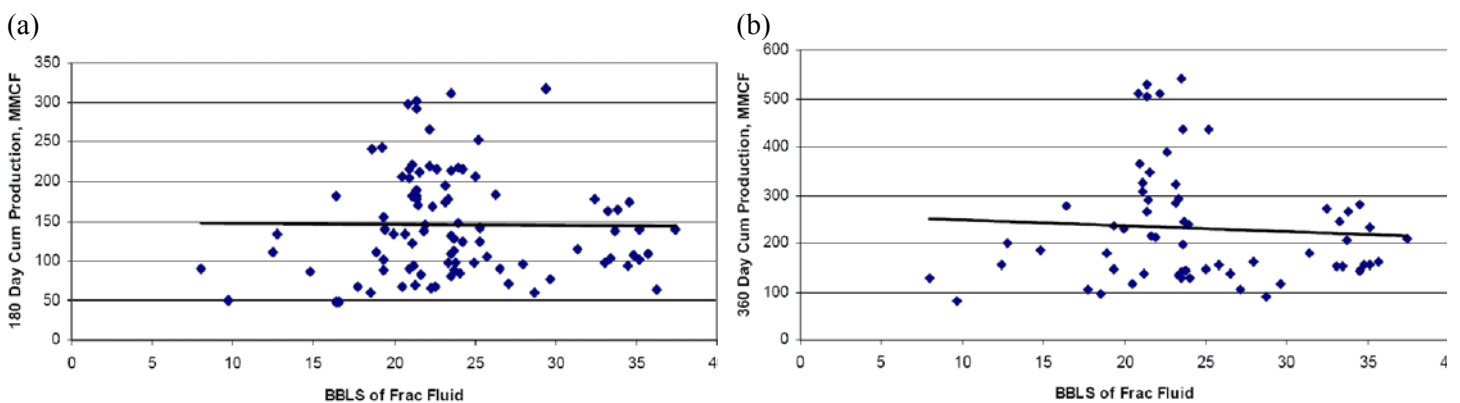 (a)
350
300
250
200
150
100
50
0
180 Day Cum Production, MMCF
0 5 10 15 20 25 30 35 40
BBLS of Frac Fluid
(b)
600
500
400
300
200
100
0
360 Day Cum Production, MMCF
0 5 10 15 20 25 30 35 4
BBLS of Frac Fluid